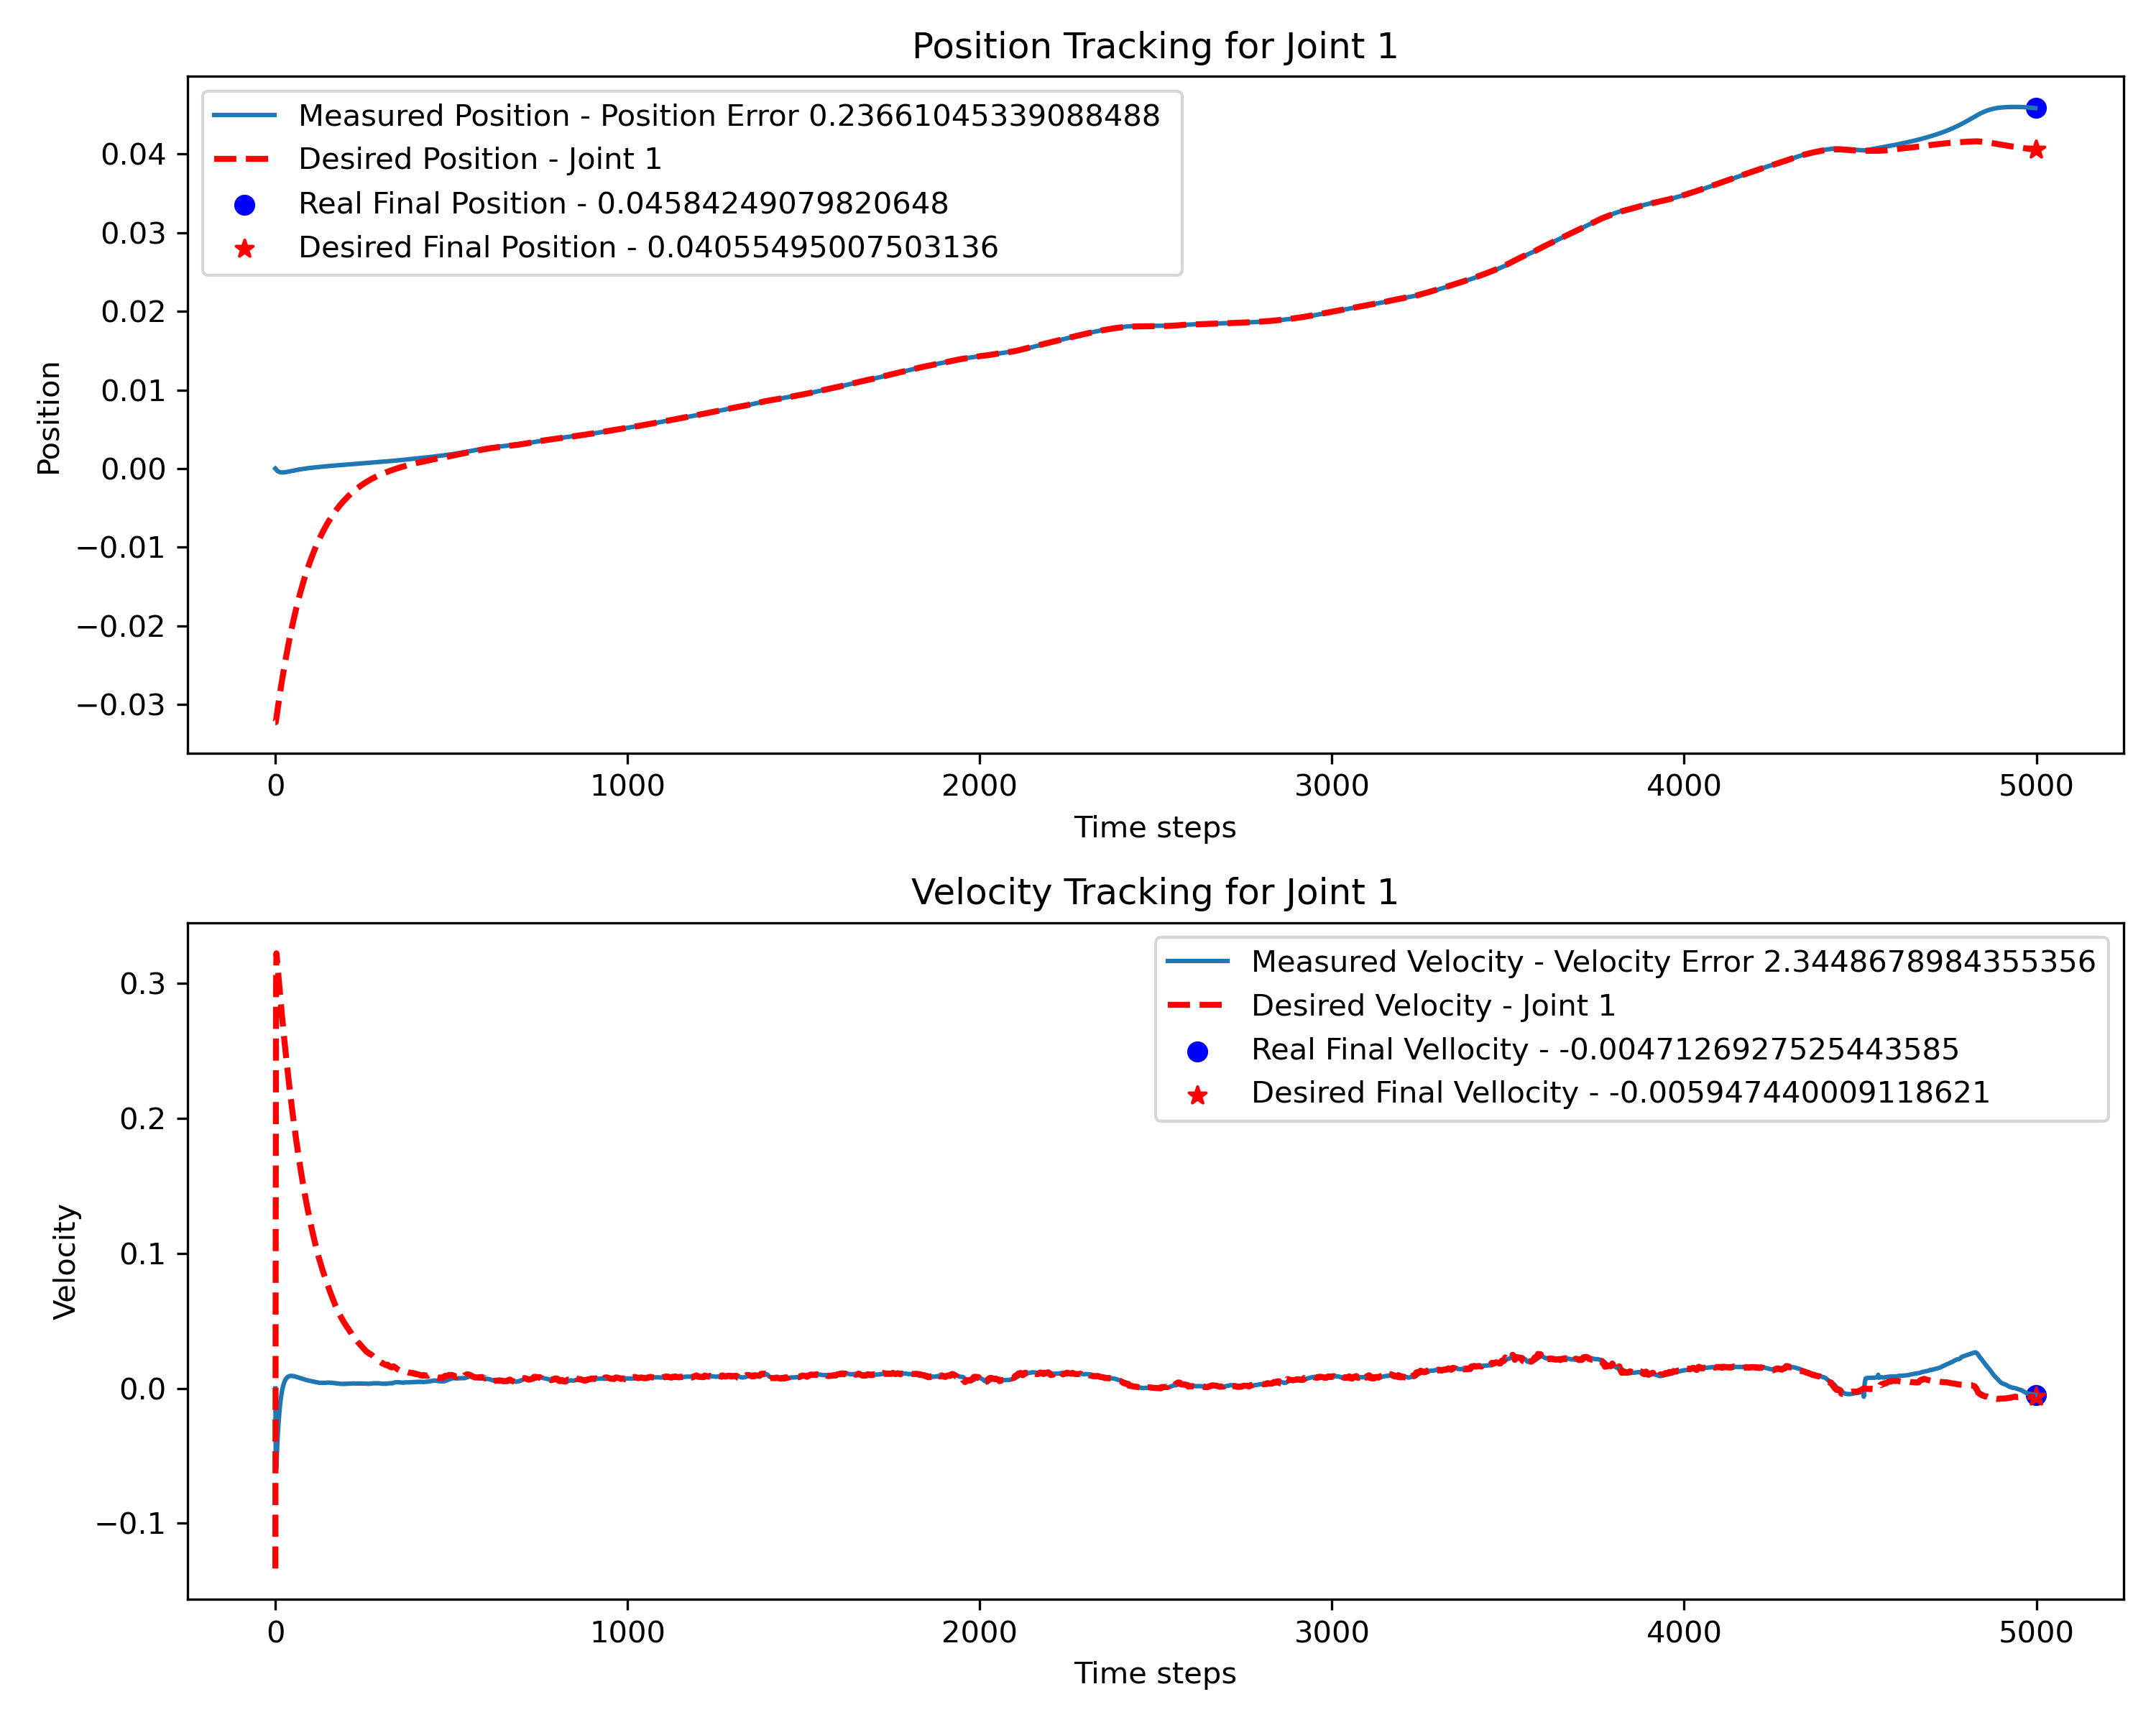 Position Tracking for Joint 1
Measured Position - Position Error 0.23661045339088488
Desired Position - Joint 1
Real Final Position - 0.04584249079820648
Desired Final Position - 0.04055495007503136
0.04
0.03
0.02
0.01
0.00
−0.01
−0.02
−0.03
Position
0 1000 2000 3000 4000 5000
Time steps
Velocity Tracking for Joint 1
Measured Velocity - Velocity Error 2.3448678984355356
Desired Velocity - Joint 1
Real Final Vellocity - -0.0047126927525443585
Desired Final Vellocity - -0.005947440009118621
0.3
0.2
0.1
0.0
−0.1
Velocity
0 1000 2000 3000 4000 5000
Time steps